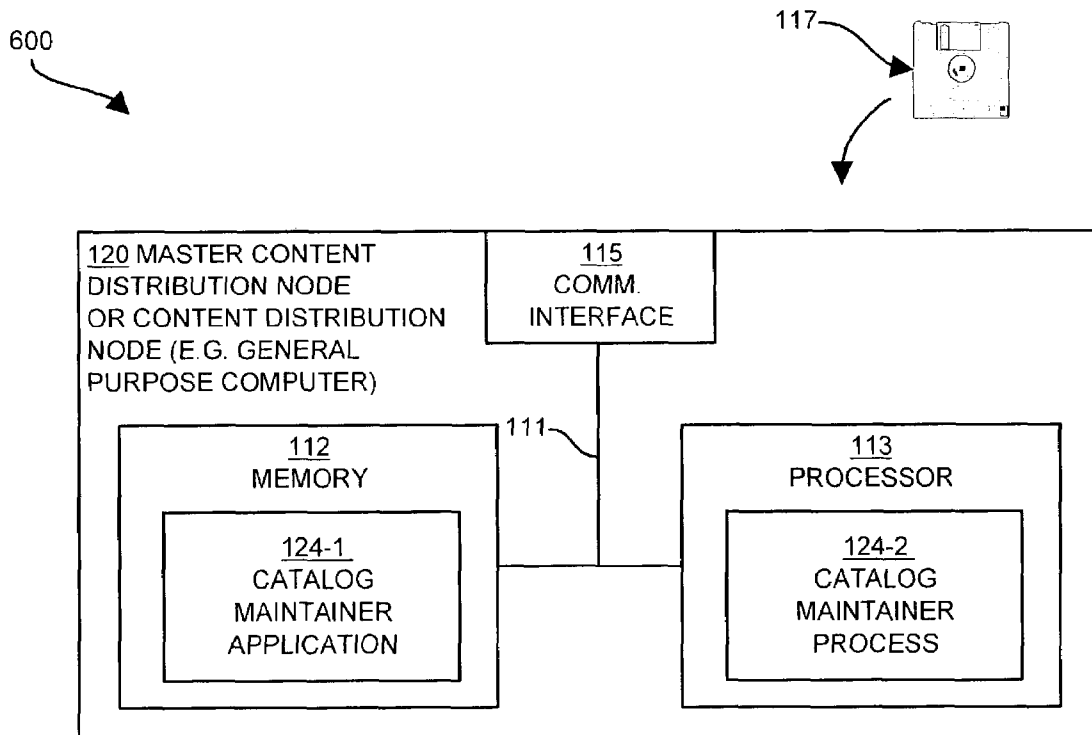 600
117
120 MASTER CONTENT
DISTRIBUTION NODE
OR CONTENT DISTRIBUTION
NODE (E.G. GENERAL
PURPOSE COMPUTER)
115
COMM.
INTERFACE
111
112
MEMORY
124-1
CATALOG
MAINTAINER
APPLICATION
113
PROCESSOR
124-2
CATALOG
MAINTAINER
PROCESS